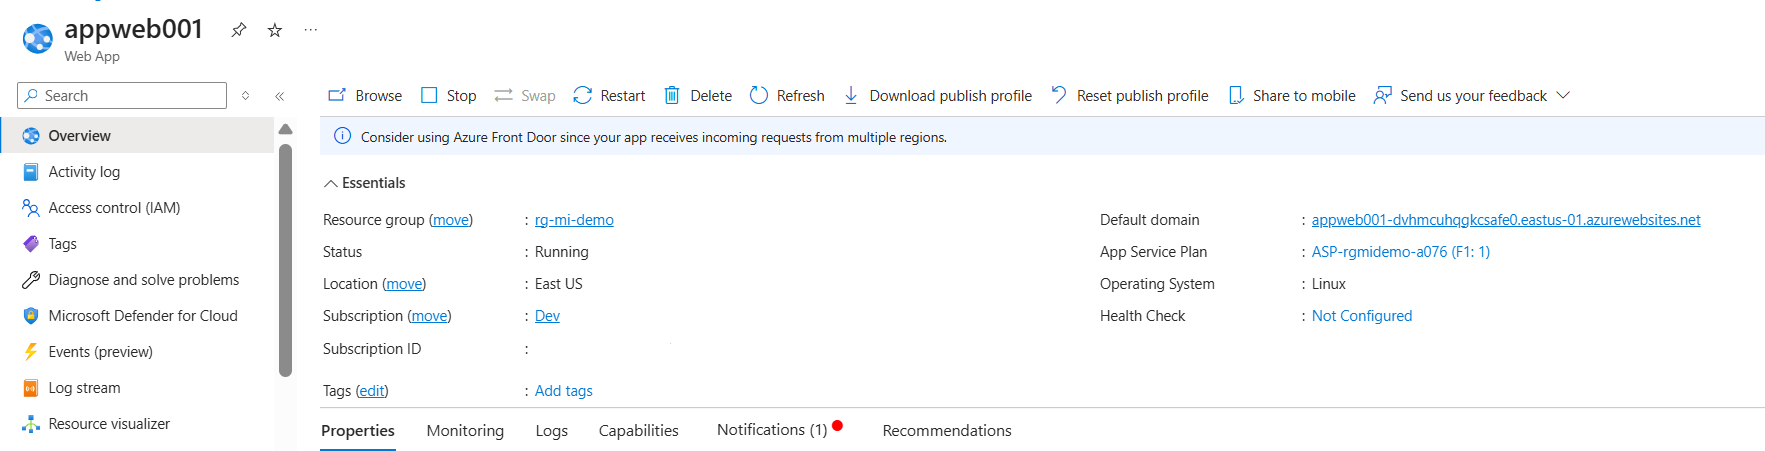 appweb001
Web App
Search
Browse Stop Swap Restart Delete Refresh Download publish profile Reset publish profile Share to mobile Send us your feedback
Overview
Activity log
Access control (IAM)
Tags
Diagnose and solve problems
Microsoft Defender for Cloud
Events (preview)
Log stream
Resource visualizer
Consider using Azure Front Door since your app receives incoming requests from multiple regions.
Essentials
Resource group (move) : rg-mi-demo
Status : Running
Location (move) : East US
Subscription (move) : Dev
Subscription ID :
Tags (edit) : Add tags
Default domain : appweb001-dvhmcuhqgkcsafe0.eastus-01.azurewebsites.net
App Service Plan : ASP-rgmidemo-a076 (F1: 1)
Operating System : Linux
Health Check : Not Configured
Properties Monitoring Logs Capabilities Notifications (1) Recommendations